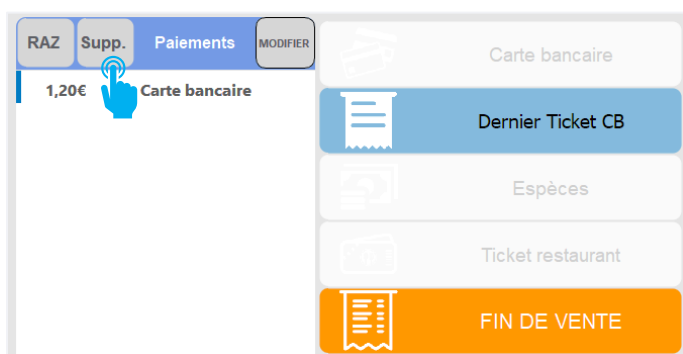 RAZ Supp. Paiements MODIFIER
1,20€ Carte bancaire
Carte bancaire
Dernier Ticket CB
Espèces
Ticket restaurant
FIN DE VENTE